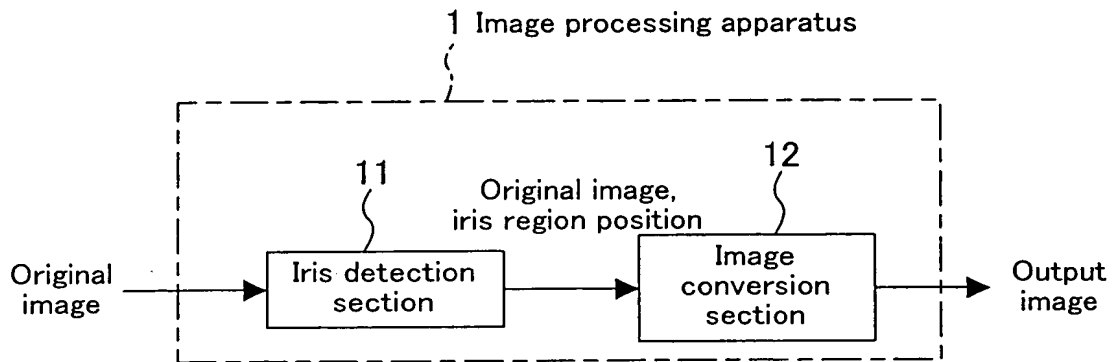 1 Image processing apparatus
11
12
Original image,
iris region position
Original
image
Iris detection
section
Image
conversion
section
Output
image